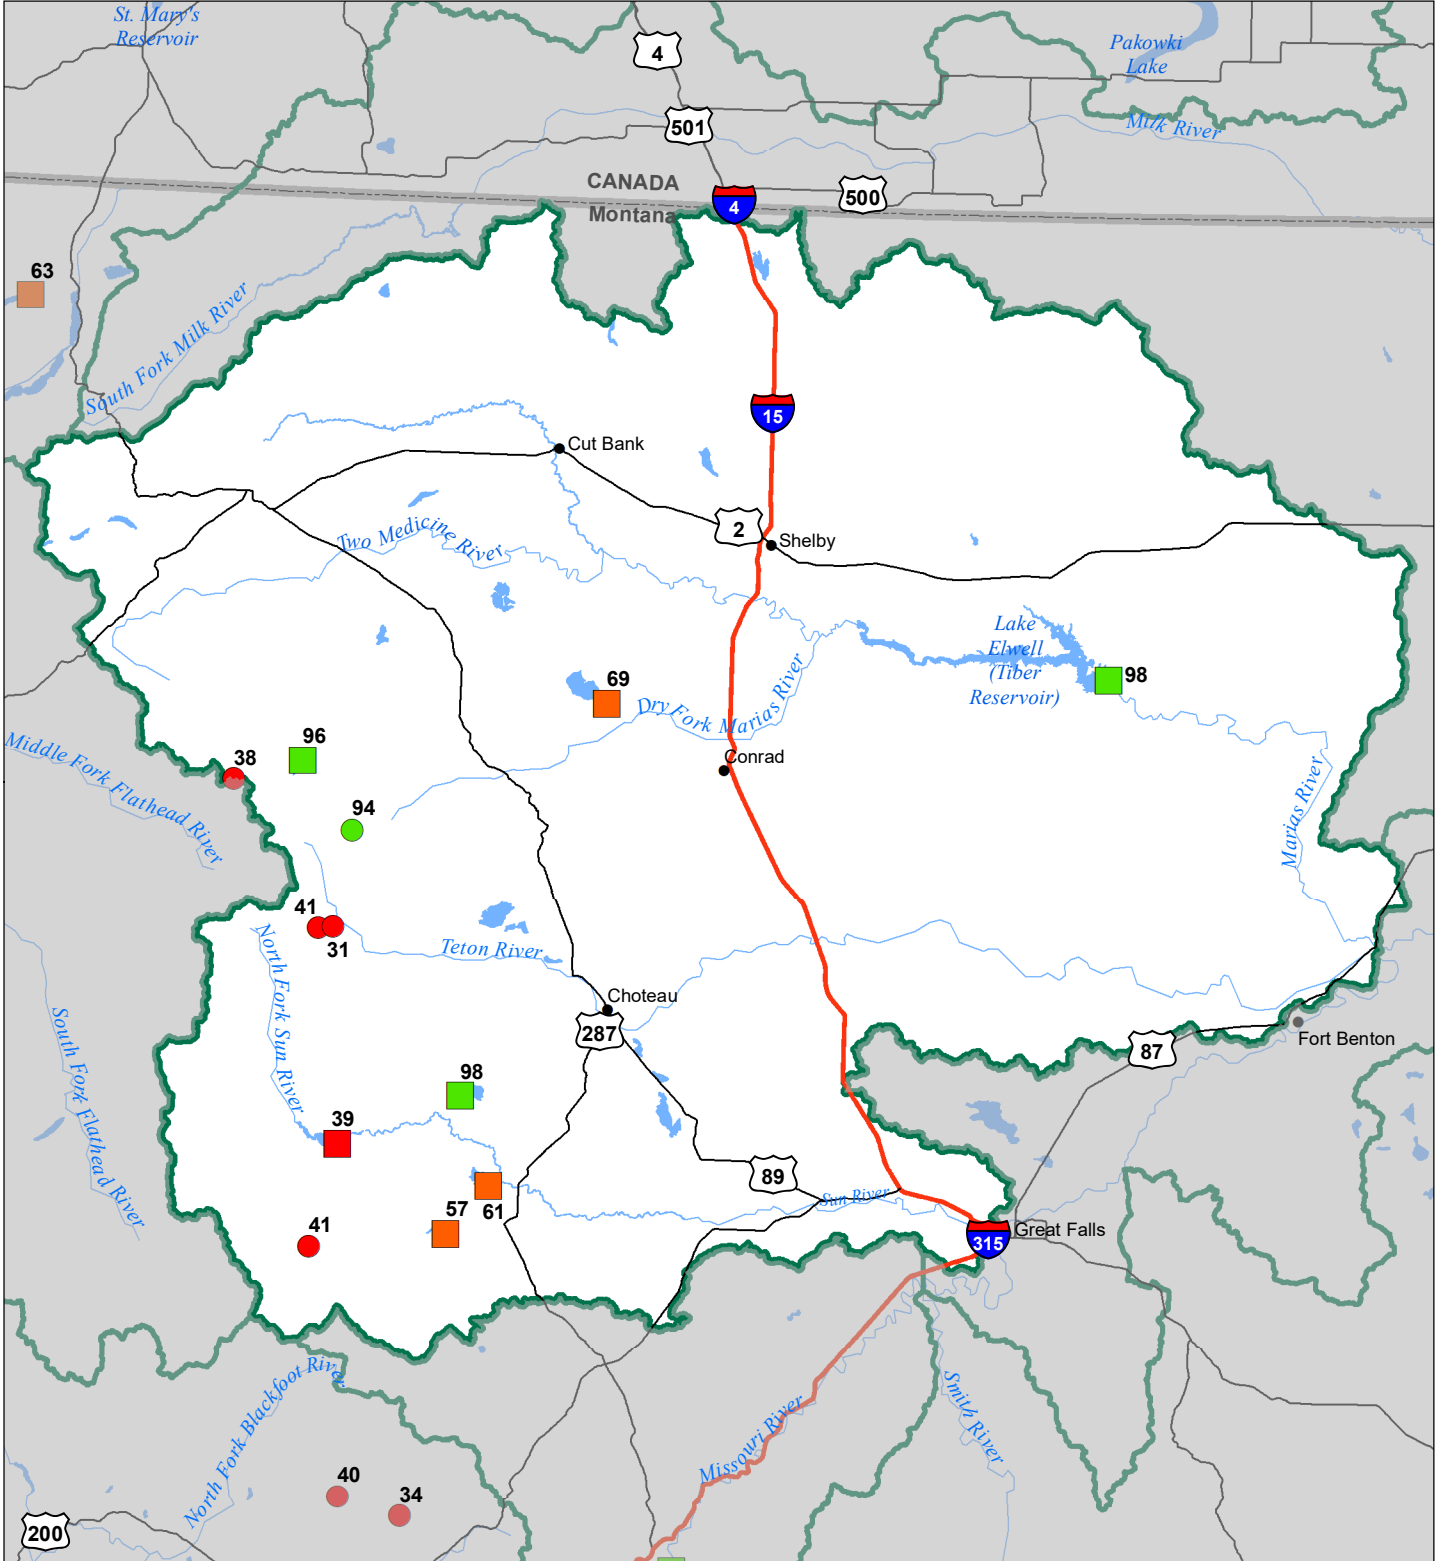 St. Mary's
Reservoir
4
Pakowki
Lake
501
Milk River
CANADA
Montana
4
500
63
South Fork Milk River
15
Cut Bank
2
Shelby
Two Medicine River
Lake
Elwell
(Tiber
Reservoir)
98
69
Dry Fork Marias River
96
38
Middle Fork Flathead River
Conrad
94
Marias River
41
31
North Fork Sun River
Teton River
Choteau
287
South Fork Flathead River
87
Fort Benton
98
39
89
Sun River
57
61
41
315
Great Falls
North Fork Blackfoot River
Missouri River
Smith River
40
34
200